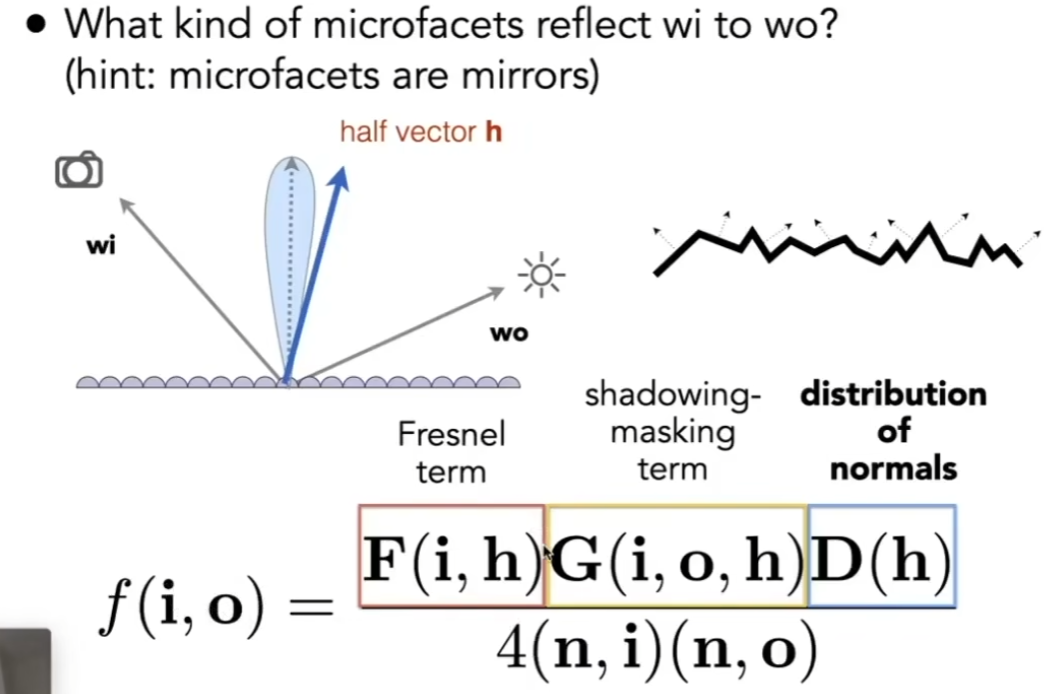 • What kind of microfacets reflect wi to wo?
(hint: microfacets are mirrors)
half vector h
wi
wo
Fresnel
term
shadowing-
masking
term
distribution
of
normals
f(i, o) = F(i, h)G(i, o, h)D(h)
4(n, i)(n, o)